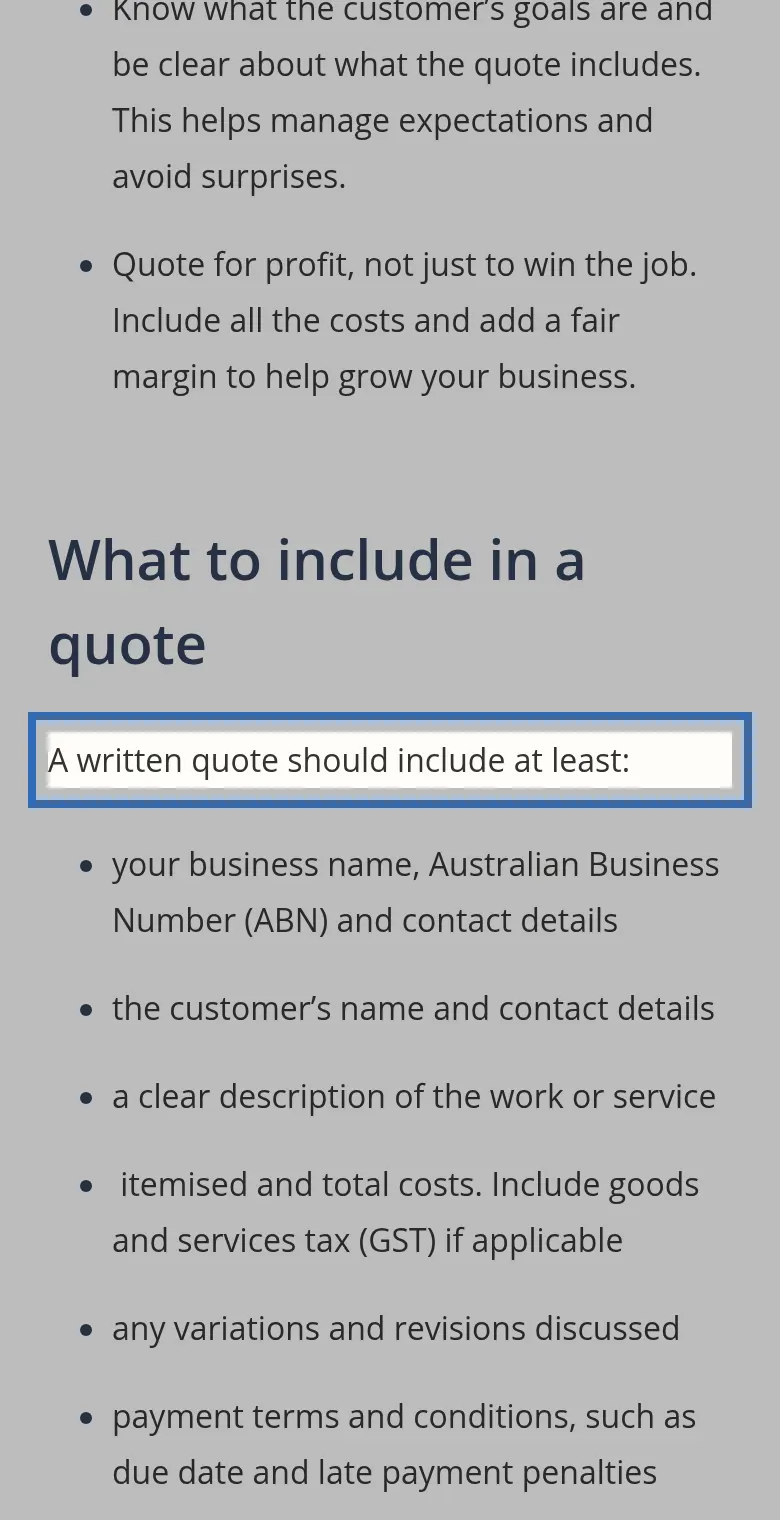 Know what the customer's goals are and
be clear about what the quote includes.
This helps manage expectations and
avoid surprises.
Quote for profit, not just to win the job.
Include all the costs and add a fair
margin to help grow your business.
What to include in a
quote
A written quote should include at least:
your business name, Australian Business
Number (ABN) and contact details
the customer’s name and contact details
a clear description of the work or service
itemised and total costs. Include goods
and services tax (GST) if applicable
any variations and revisions discussed
payment terms and conditions, such as
due date and late payment penalties